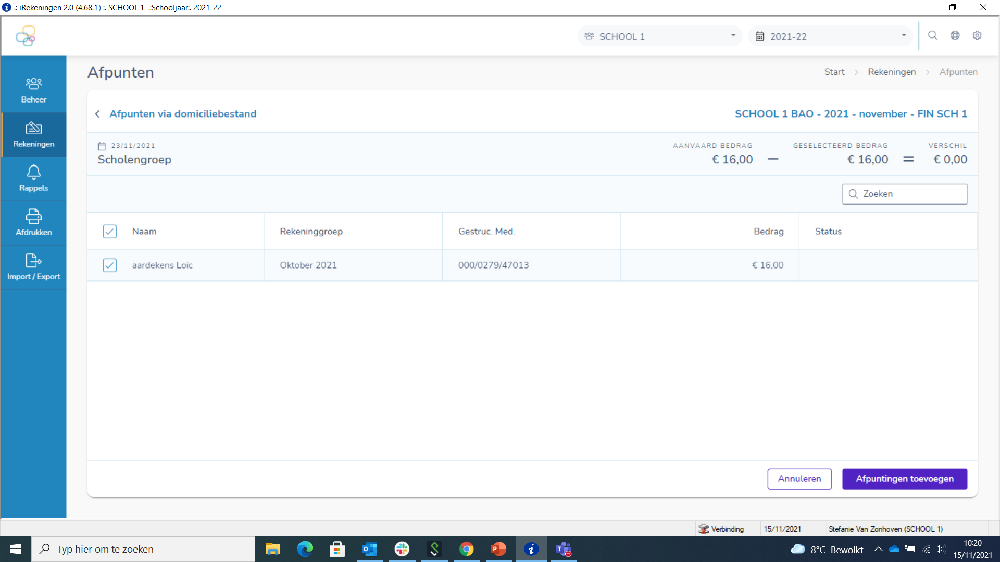 .: iRekeningen 2.0 (4.68.1) :. SCHOOL 1 .:Schooljaar:. 2021-22
SCHOOL 1
2021-22
Afpunten
Start > Rekeningen > Afpunten
Beheer
Rekeningen
Rappels
Afdrukken
Import / Export
Afpunten via domiciliebestand
SCHOOL 1 BAO - 2021 - november - FIN SCH 1
23/11/2021
Scholengroep
AANVAARD BEDRAG
€ 16,00
—
GESELECTEERD BEDRAG
€ 16,00
=
VERSCHIL
€ 0,00
Zoeken
Naam Rekeninggroep Gestruc. Med. Bedrag Status
aardekens Loïc Oktober 2021 000/0279/47013 € 16,00
Annuleren
Afpuntingen toevoegen
Verbinding 15/11/2021 Stefanie Van Zonhoven (SCHOOL 1)
Typ hier om te zoeken
8°C Bewolkt
10:20
15/11/2021